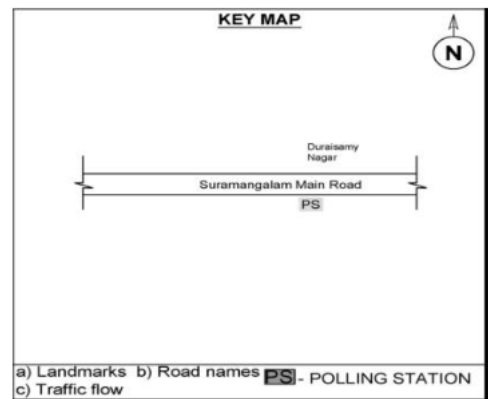 KEY MAP
N
Duraisamy
Nagar
Suramangalam Main Road
PS
a) Landmarks b) Road names PS - POLLING STATION
c) Traffic flow